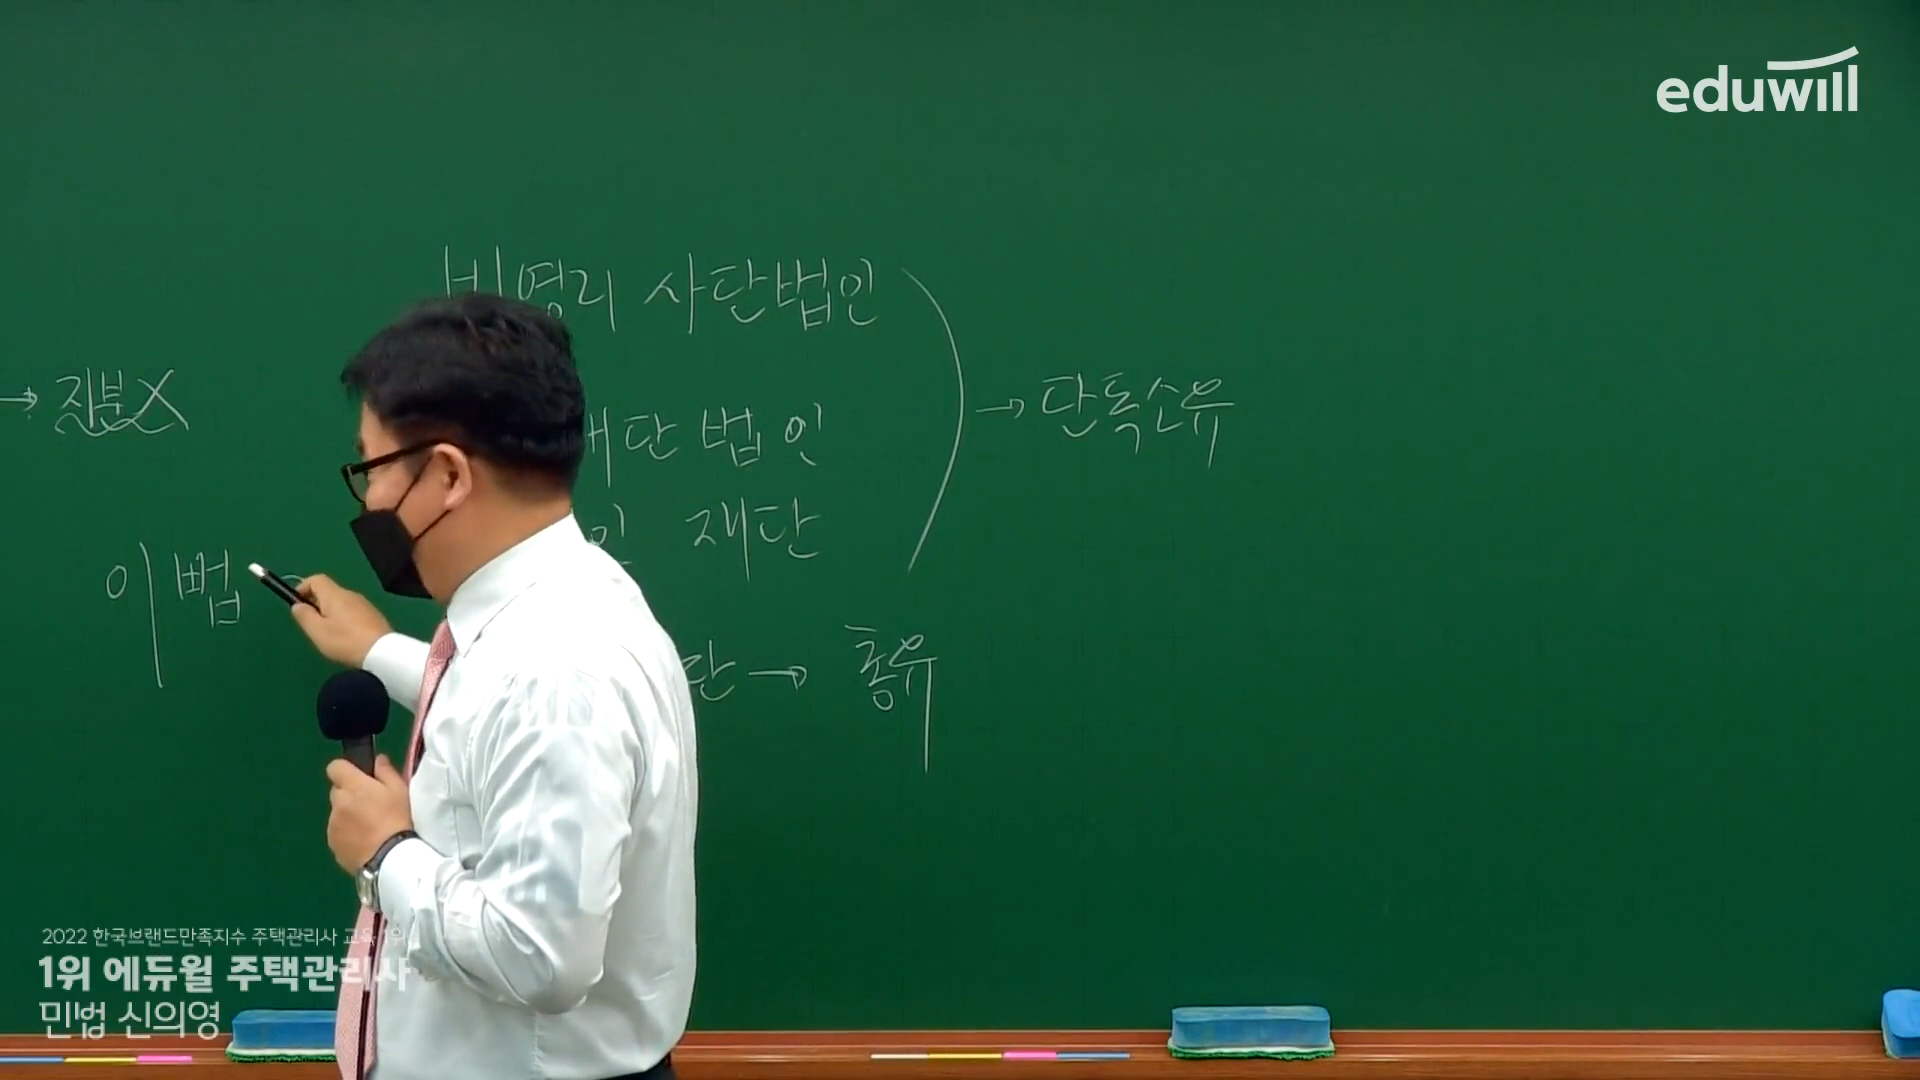 eduwill
비영리 사단법인
→ 지분X
단법인
→ 단독소유
재단
이 법
단 → 총유
2022 한국브랜드만족지수 주택관리사 교육 1위
1위 에듀윌 주택관리사
민법 신의영